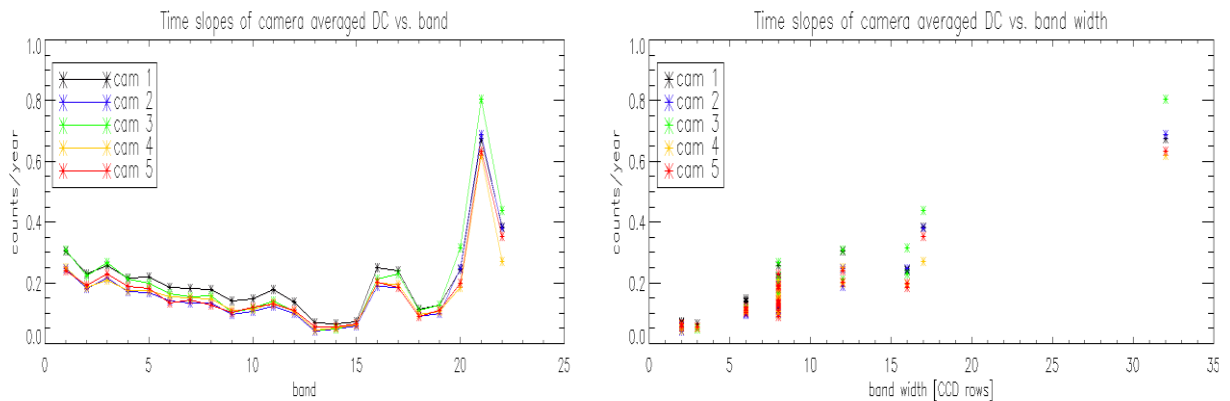 Time slopes of camera averaged DC vs. band
counts/year
1.0
0.8
0.6
0.4
0.2
0.0
cam 1
cam 2
cam 3
cam 4
cam 5
0 5 10 15 20 25
band
Time slopes of camera averaged DC vs. band width
counts/year
1.0
0.8
0.6
0.4
0.2
0.0
cam 1
cam 2
cam 3
cam 4
cam 5
0 5 10 15 20 25 30 35
band width [CCD rows]